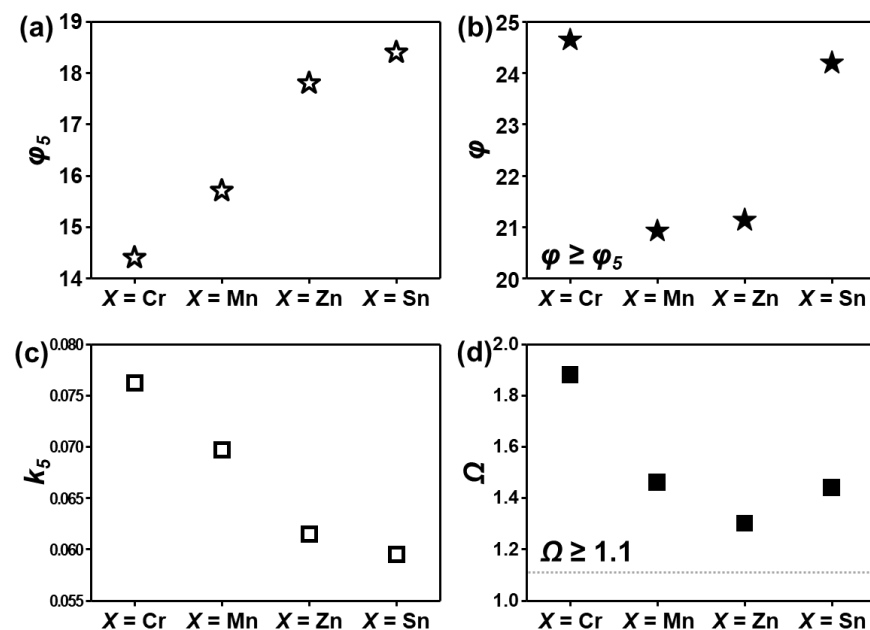 (a)
19
18
17
16
15
14
φ₅
X = Cr X = Mn X = Zn X = Sn
(b)
25
24
23
22
21
20
φ
φ ≥ φ₅
X = Cr X = Mn X = Zn X = Sn
(c)
0.080
0.075
0.070
0.065
0.060
0.055
k₅
X = Cr X = Mn X = Zn X = Sn
(d)
2.0
1.8
1.6
1.4
1.2
1.0
Ω
Ω ≥ 1.1
X = Cr X = Mn X = Zn X = Sn